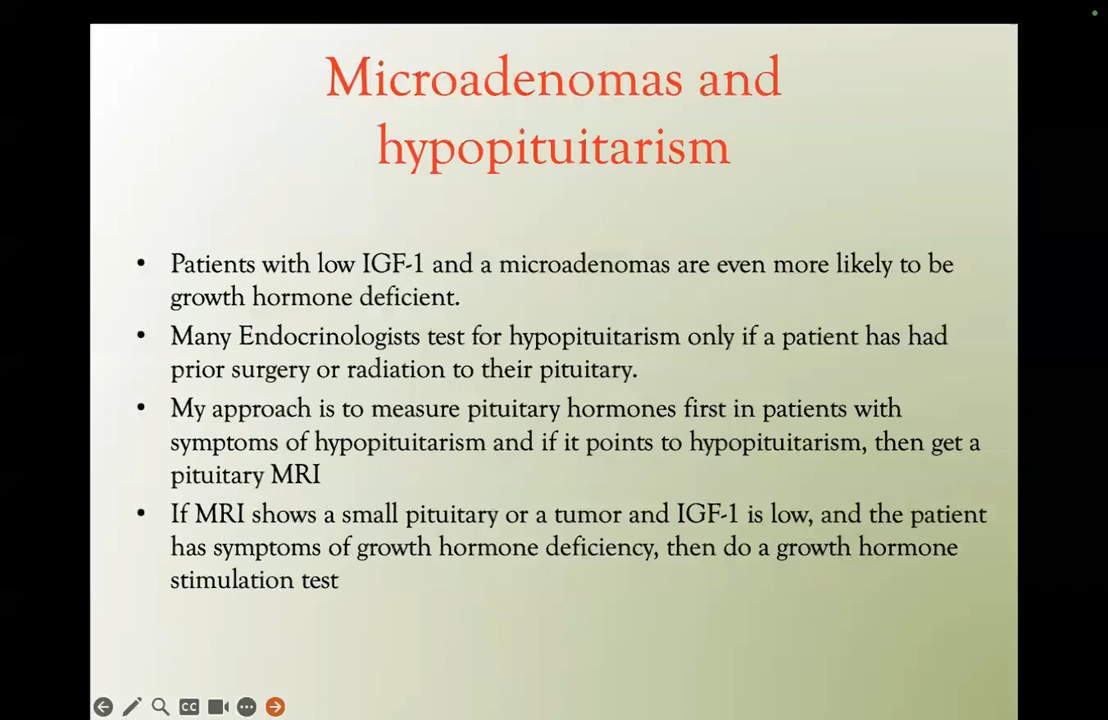 Microadenomas and
hypopituitarism
• Patients with low IGF-1 and a microadenomas are even more likely to be
growth hormone deficient.
• Many Endocrinologists test for hypopituitarism only if a patient has had
prior surgery or radiation to their pituitary.
• My approach is to measure pituitary hormones first in patients with
symptoms of hypopituitarism and if it points to hypopituitarism, then get a
pituitary MRI
• If MRI shows a small pituitary or a tumor and IGF-1 is low, and the patient
has symptoms of growth hormone deficiency, then do a growth hormone
stimulation test
CC